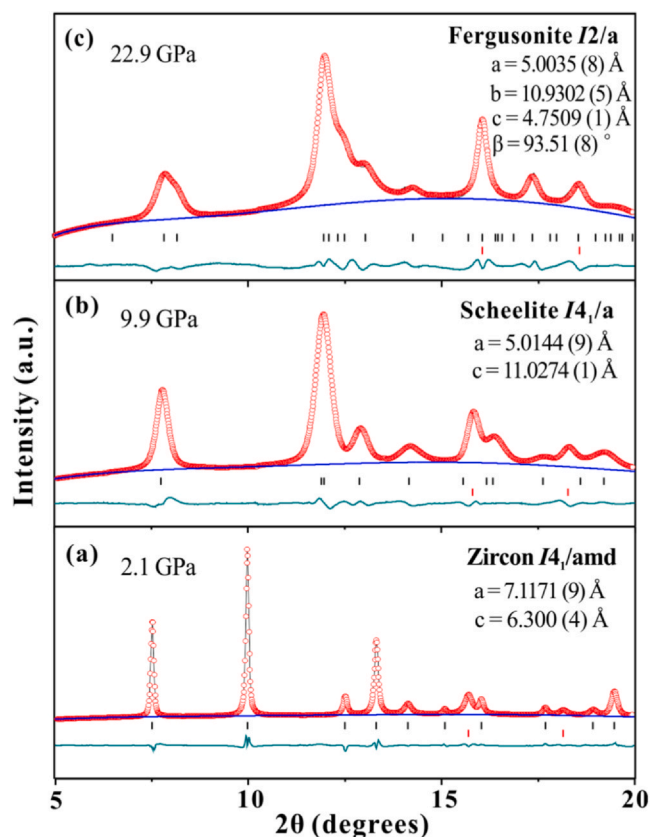 (c)
22.9 GPa
Fergusonite I2/a
a = 5.0035 (8) Å
b = 10.9302 (5) Å
c = 4.7509 (1) Å
β = 93.51 (8) °
(b)
9.9 GPa
Scheelite I4₁/a
a = 5.0144 (9) Å
c = 11.0274 (1) Å
(a)
2.1 GPa
Zircon I4₁/amd
a = 7.1171 (9) Å
c = 6.300 (4) Å
Intensity (a.u.)
5 10 15 20
2θ (degrees)